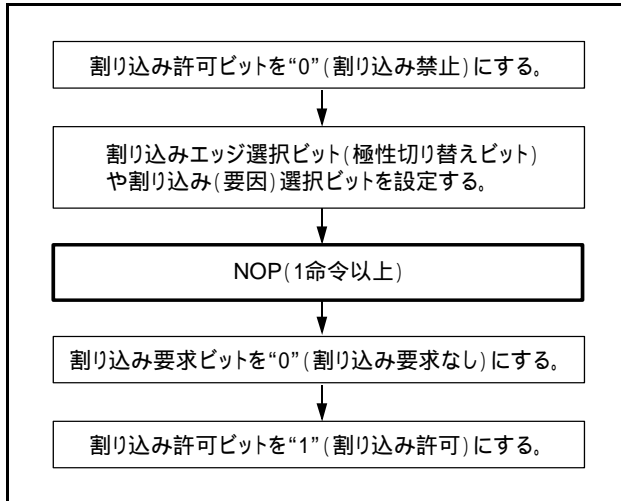 割り込み許可ビットを“0”(割り込み禁止)にする。
割り込みエッジ選択ビット(極性切り替えビット)
や割り込み(要因)選択ビットを設定する。
NOP(1命令以上)
割り込み要求ビットを“0”(割り込み要求なし)にする。
割り込み許可ビットを“1”(割り込み許可)にする。